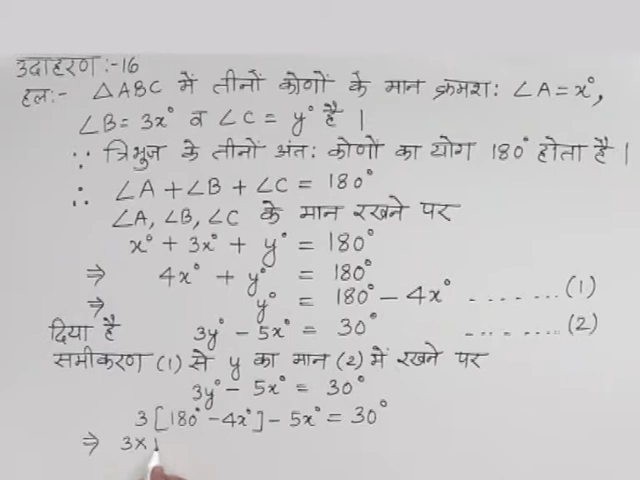 उदाहरण :-16
हल:- △ABC में तीनों कोणों के मान क्रमश: ∠A = x°,
∠B = 3x° व ∠C = y° है |
∵ त्रिभुज के तीनों अंत: कोणों का योग 180° होता है |
∴ ∠A + ∠B + ∠C = 180°
∠A, ∠B, ∠C के मान रखने पर
x° + 3x° + y° = 180°
⇒ 4x° + y° = 180°
⇒ y° = 180° - 4x° ....... (1)
दिया है 3y° - 5x° = 30° ....... (2)
समीकरण (1) से y का मान (2) में रखने पर
3y° - 5x° = 30°
3[180° - 4x°] - 5x° = 30°
⇒ 3×1